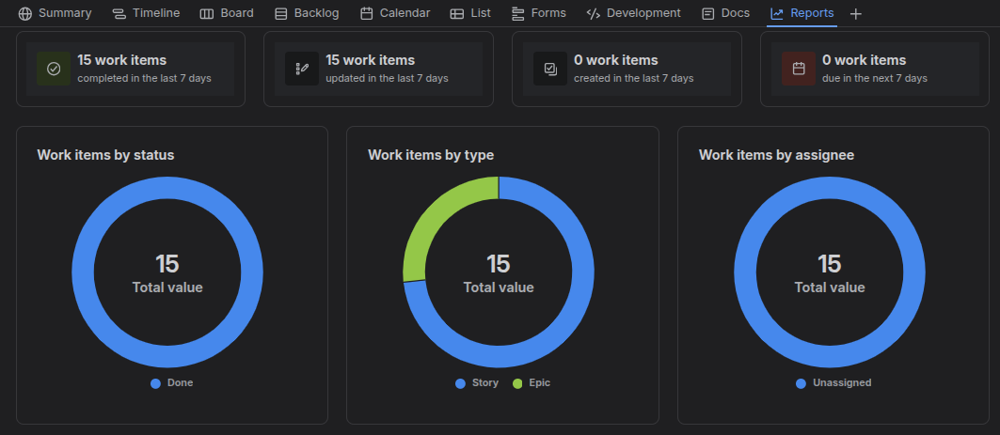 Summary Timeline Board Backlog Calendar List Forms Development Docs Reports
15 work items
completed in the last 7 days
15 work items
updated in the last 7 days
0 work items
created in the last 7 days
0 work items
due in the next 7 days
Work items by status
15
Total value
Done
Work items by type
15
Total value
Story Epic
Work items by assignee
15
Total value
Unassigned